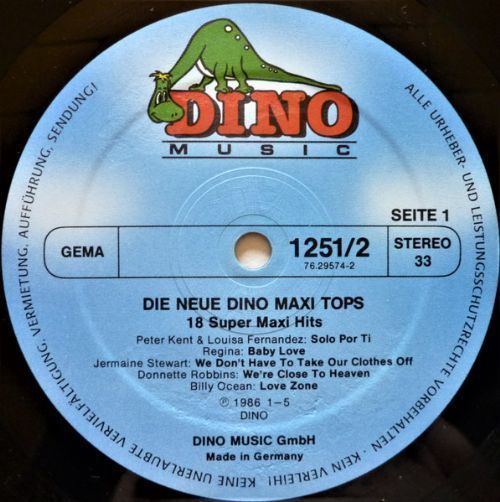 DINO
MUSIC
SEITE 1
GEMA
1251/2
76.29574-2
STEREO
33
DIE NEUE DINO MAXI TOPS
18 Super Maxi Hits
Peter Kent & Louisa Fernandez: Solo Por Ti
Regina: Baby Love
Jermaine Stewart: We Don't Have To Take Our Clothes Off
Donnette Robbins: We're Close To Heaven
Billy Ocean: Love Zone
Ⓟ 1986 1–5
DINO
DINO MUSIC GmbH
Made in Germany
ALLE URHEBER- UND LEISTUNGSSCHUTZRECHTE VORBEHALTEN · KEIN VERLEIH! · KEINE UNERLAUBTE VERVIELFÄLTIGUNG, VERMIETUNG, AUFFÜHRUNG, SENDUNG!